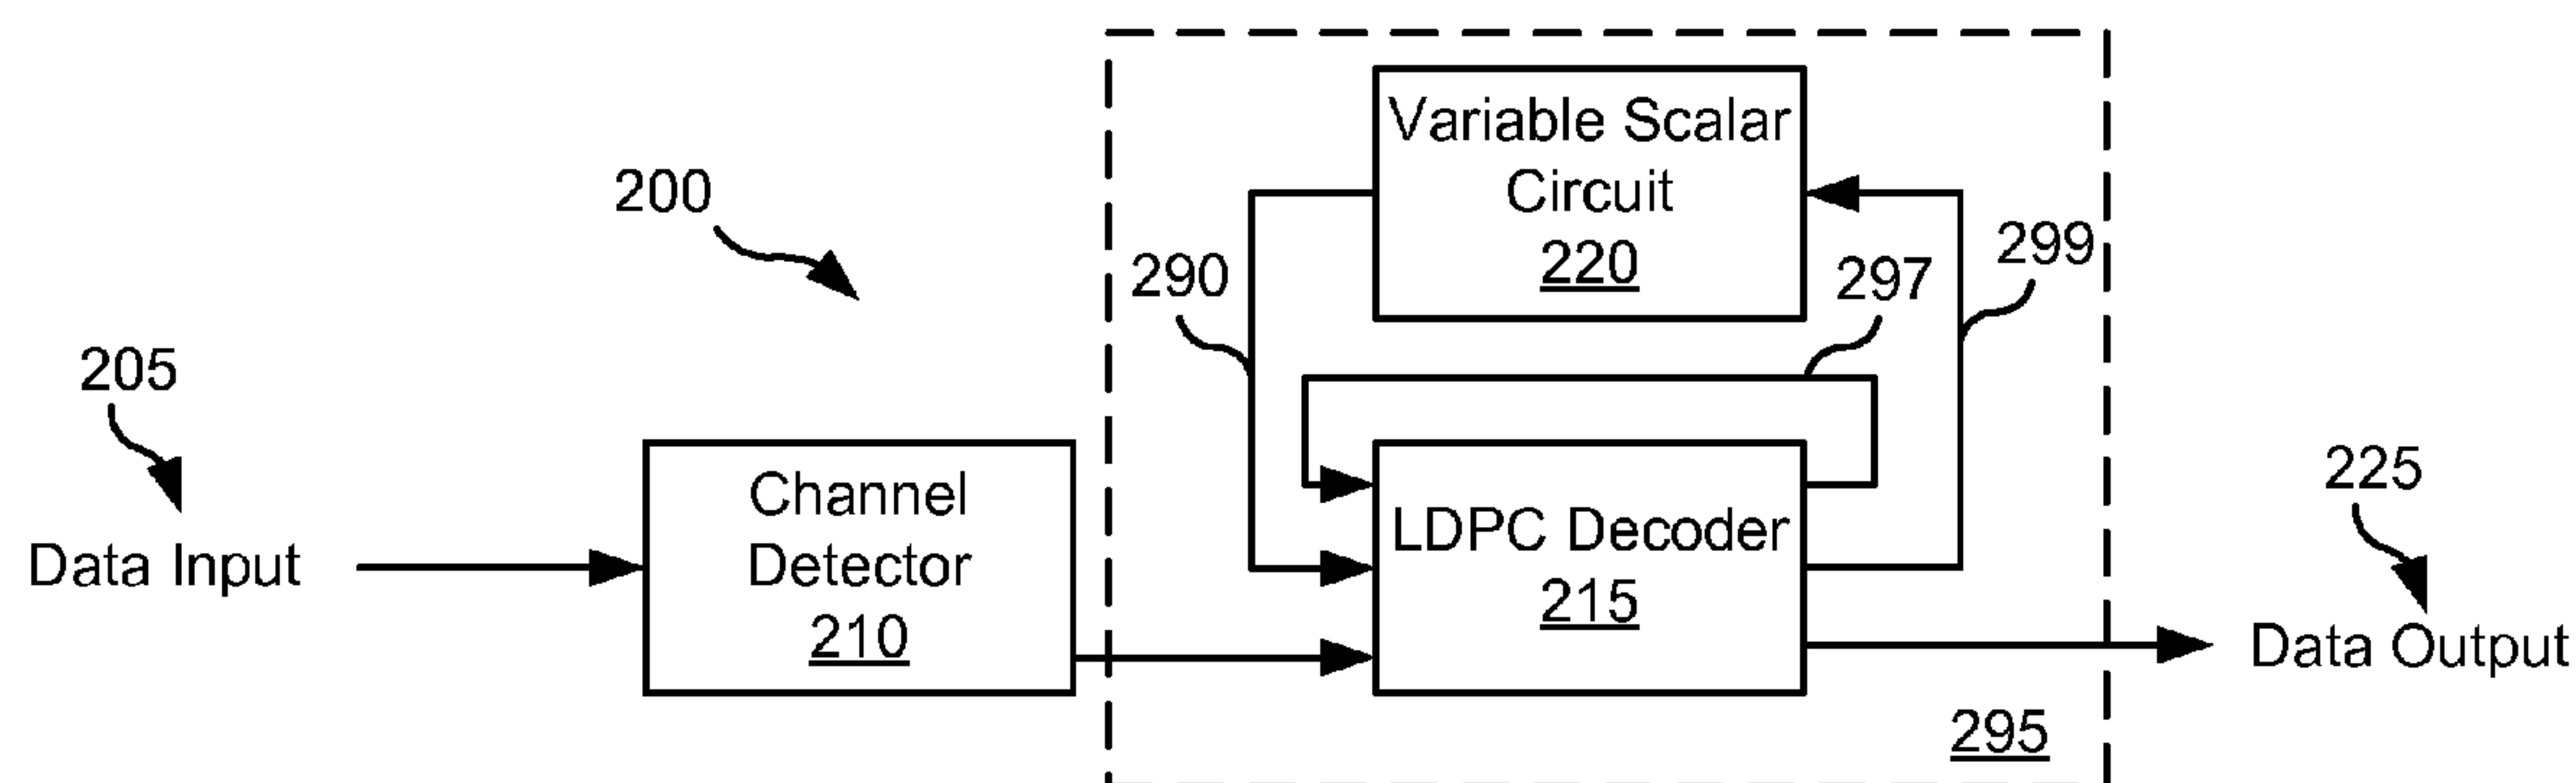 Variable Scalar
Circuit
220
200
290
297
299
205
Channel
Detector
210
LDPC Decoder
215
225
Data Input
Data Output
295